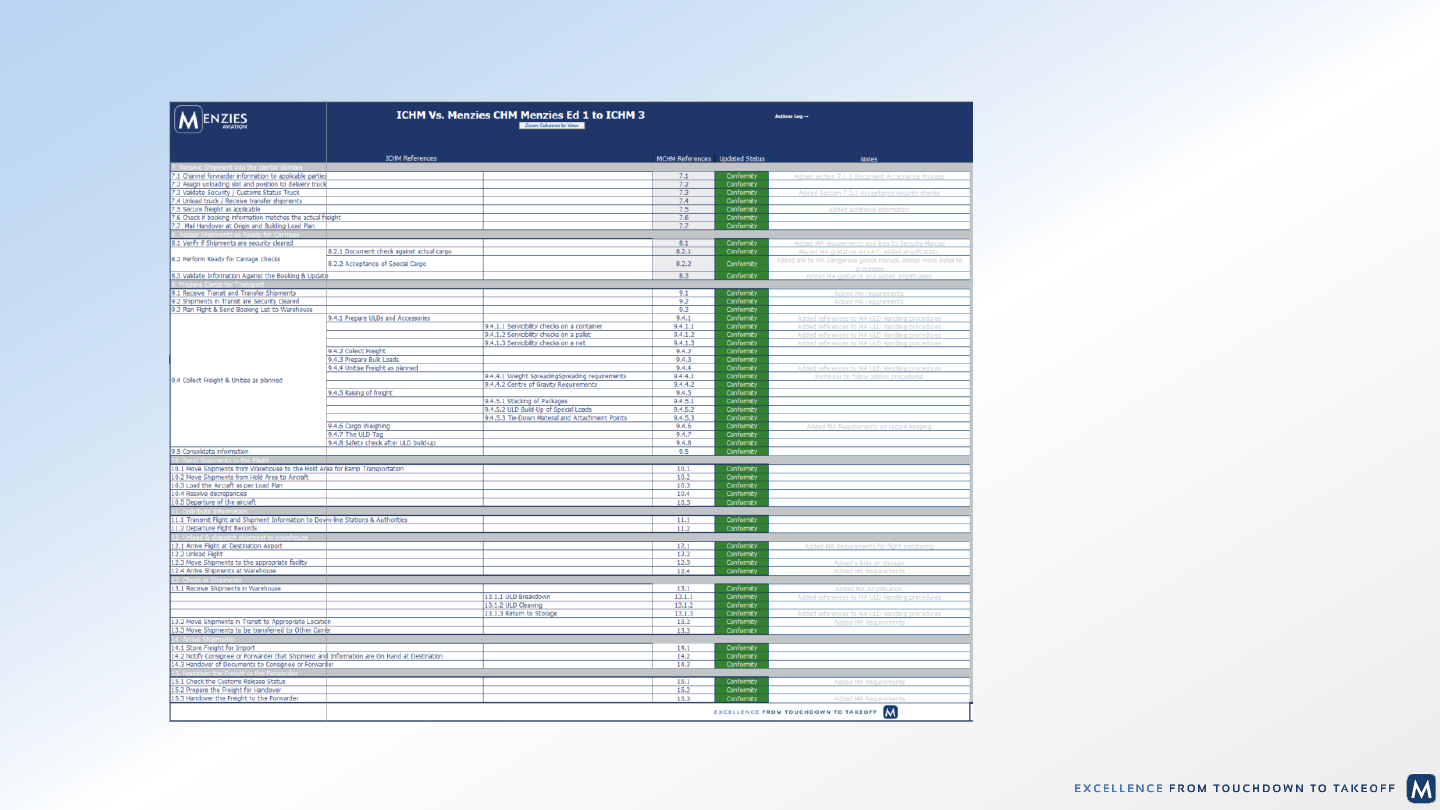 MENZIES
AVIATION
ICHM Vs. Menzies CHM Menzies Ed 1 to ICHM 3
Zoom Columns to View
Actions Log→
ICHM References MCHM References Updated Status Notes
7. Receive Shipment into the carrier domain
7.1 Channel forwarder information to applicable parties 7.1 Conformity Added section 7.1.1 Document Acceptance Process
7.2 Assign unloading slot and position to delivery truck 7.2 Conformity
7.3 Validate Security / Customs Status Truck 7.3 Conformity Added Section 7.3.1 Acceptance security checks
7.4 Unload truck / Receive transfer shipments 7.4 Conformity
7.5 Secure freight as applicable 7.5 Conformity Added additional information
7.6 Check if booking information matches the actual freight 7.6 Conformity
7.7 Mail Handover at Origin and Building Load Plan 7.7 Conformity
8. Accept Shipments as Ready for Carriage
8.1 Verify if Shipments are security cleared 8.1 Conformity Added MA requirements and links to Security Manual
8.2 Perform Ready for Carriage checks
8.2.1 Document check against actual cargo 8.2.1 Conformity Added MA guidance on LAT, added amplification
8.2.2 Acceptance of Special Cargo 8.2.2 Conformity Added link to MA Dangerous goods manual, added more detail to
processes
8.3 Validate Information Against the Booking & Update 8.3 Conformity Added MA guidance and added amplification
9. Prepare Cargo for Transport
9.1 Receive Transit and Transfer Shipments 9.1 Conformity Added MA requirements
9.2 Shipments in Transit are Security Cleared 9.2 Conformity Added MA requirements
9.3 Plan Flight & Send Booking List to Warehouse 9.3 Conformity
9.4 Collect Freight & Unitise as planned
9.4.1 Prepare ULDs and Accessories 9.4.1 Conformity Added references to MA ULD Handling procedures
9.4.1.1 Servicibility checks on a container 9.4.1.1 Conformity Added references to MA ULD Handling procedures
9.4.1.2 Servicibility checks on a pallet 9.4.1.2 Conformity Added references to MA ULD Handling procedures
9.4.1.3 Servicibility checks on a net 9.4.1.3 Conformity Added references to MA ULD Handling procedures
9.4.2 Collect Freight 9.4.2 Conformity
9.4.3 Prepare Bulk Loads 9.4.3 Conformity
9.4.4 Unitise Freight as planned 9.4.4 Conformity Added references to MA ULD Handling procedures
9.4.4.1 Weight SpreadingSpreading requirements 9.4.4.1 Conformity Reminder to follow airlines procedures
9.4.4.2 Centre of Gravity Requirements 9.4.4.2 Conformity
9.4.5 Raising of freight 9.4.5 Conformity
9.4.5.1 Stacking of Packages 9.4.5.1 Conformity
9.4.5.2 ULD Build-Up of Special Loads 9.4.5.2 Conformity
9.4.5.3 Tie-Down Material and Attachment Points 9.4.5.3 Conformity
9.4.6 Cargo Weighing 9.4.6 Conformity Added MA Requirements on record keeping
9.4.7 The ULD-Tag 9.4.7 Conformity
9.4.8 Safety check after ULD build-up 9.4.8 Conformity
9.5 Consolidate information 9.5 Conformity
10. Send Shipments to the Flight
10.1 Move Shipments from Warehouse to the Hold Area for Ramp Transportation 10.1 Conformity
10.2 Move Shipments from Hold Area to Aircraft 10.2 Conformity
10.3 Load the Aircraft as per Load Plan 10.3 Conformity
10.4 Resolve discrepancies 10.4 Conformity
10.5 Departure of the aircraft 10.5 Conformity
11. Distribute Information
11.1 Transmit Flight and Shipment Information to Down-line Stations & Authorities 11.1 Conformity
11.2 Departure Flight Records 11.2 Conformity
12. Unload & dispatch shipment to warehouse
12.1 Arrive Flight at Destination Airport 12.1 Conformity Added MA Requirements for flight monitoring
12.2 Unload Flight 12.2 Conformity
12.3 Move Shipments to the appropriate facility 12.3 Conformity Added a links on storage
12.4 Arrive Shipments at Warehouse 12.4 Conformity Added MA Requirements
13. Check in Shipments
13.1 Receive Shipments in Warehouse 13.1 Conformity Added MA Amplification
13.1.1 ULD Breakdown 13.1.1 Conformity Added references to MA ULD Handling procedures
13.1.2 ULD Cleaning 13.1.2 Conformity
13.1.3 Return to Storage 13.1.3 Conformity Added references to MA ULD Handling procedures
13.2 Move Shipments in Transit to Appropriate Location 13.2 Conformity Added MA Requirements
13.3 Move Shipments to be transferred to Other Carrier 13.3 Conformity
14. Arrive Shipments
14.1 Store Freight for Import 14.1 Conformity
14.2 Notify Consignee or Forwarder that Shipment and Information are On Hand at Destination 14.2 Conformity
14.3 Handover of Documents to Consignee or Forwarder 14.3 Conformity
15. Handover the Freight to the Forwarder
15.1 Check the Customs Release Status 15.1 Conformity Added MA Requirements
15.2 Prepare the Freight for Handover 15.2 Conformity
15.3 Handover the Freight to the Forwarder 15.3 Conformity Added MA Requirements
EXCELLENCE FROM TOUCHDOWN TO TAKEOFF M
EXCELLENCE FROM TOUCHDOWN TO TAKEOFF M